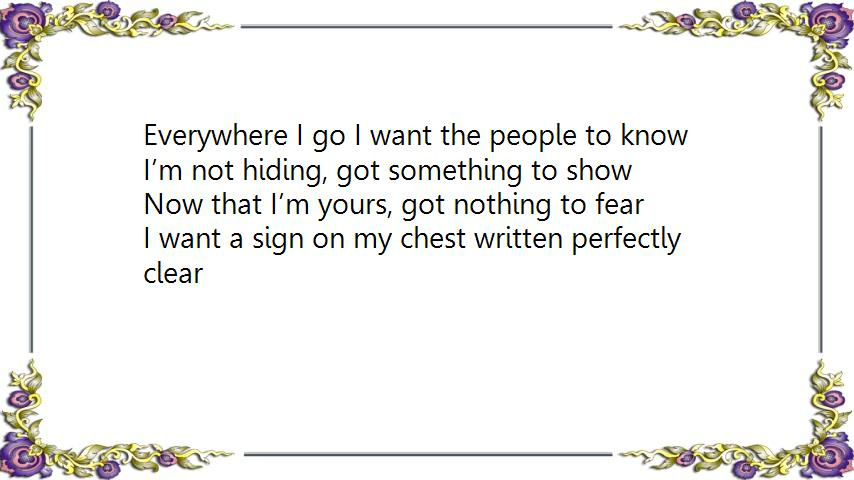 Everywhere I go I want the people to know
I’m not hiding, got something to show
Now that I’m yours, got nothing to fear
I want a sign on my chest written perfectly
clear